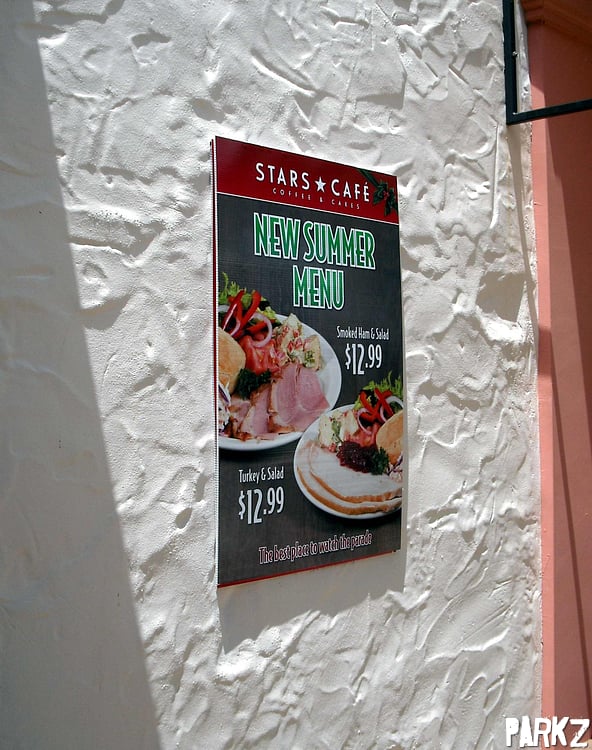 STARS★CAFÉ
COFFEE & CAKES
NEW SUMMER
MENU
Smoked Ham & Salad
$12.99
Turkey & Salad
$12.99
The best place to watch the parade
PARKZ